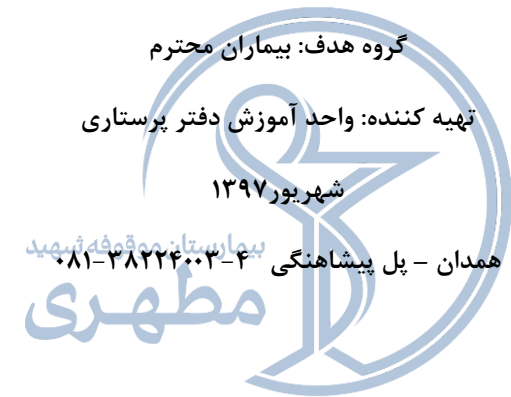 گروه هدف: بیماران محترم
تهیه کننده: واحد آموزش دفتر پرستاری
شهریور۱۳۹۷
بیمارستان موقوفه شهید
همدان – پل پیشاهنگی ۴-۳۸۲۲۴۰۰۳-۰۸۱
مطهری